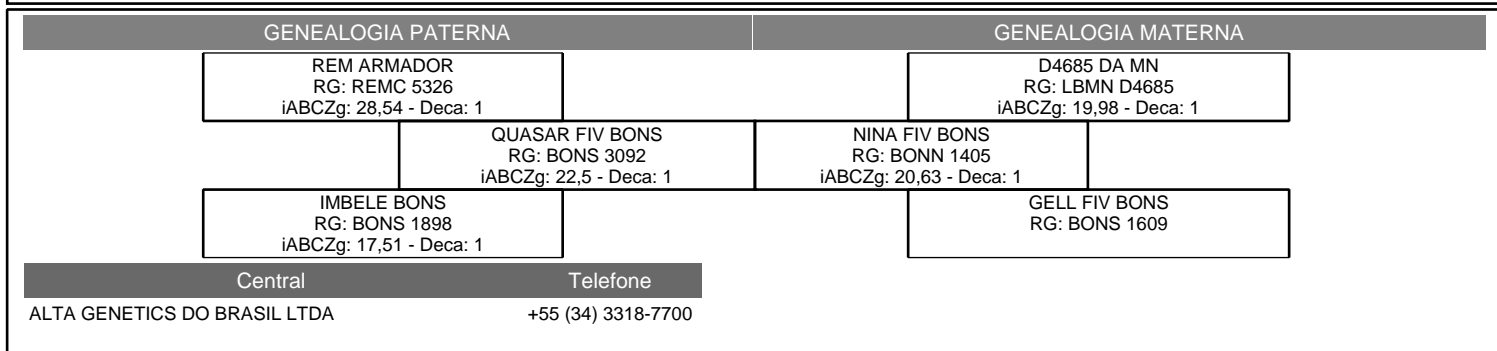 GENEALOGIA PATERNA
GENEALOGIA MATERNA
REM ARMADOR
RG: REMC 5326
iABCZg: 28,54 - Deca: 1
D4685 DA MN
RG: LBMN D4685
iABCZg: 19,98 - Deca: 1
QUASAR FIV BONS
RG: BONS 3092
iABCZg: 22,5 - Deca: 1
NINA FIV BONS
RG: BONN 1405
iABCZg: 20,63 - Deca: 1
IMBELE BONS
RG: BONS 1898
iABCZg: 17,51 - Deca: 1
GELL FIV BONS
RG: BONS 1609
Central
Telefone
ALTA GENETICS DO BRASIL LTDA
+55 (34) 3318-7700